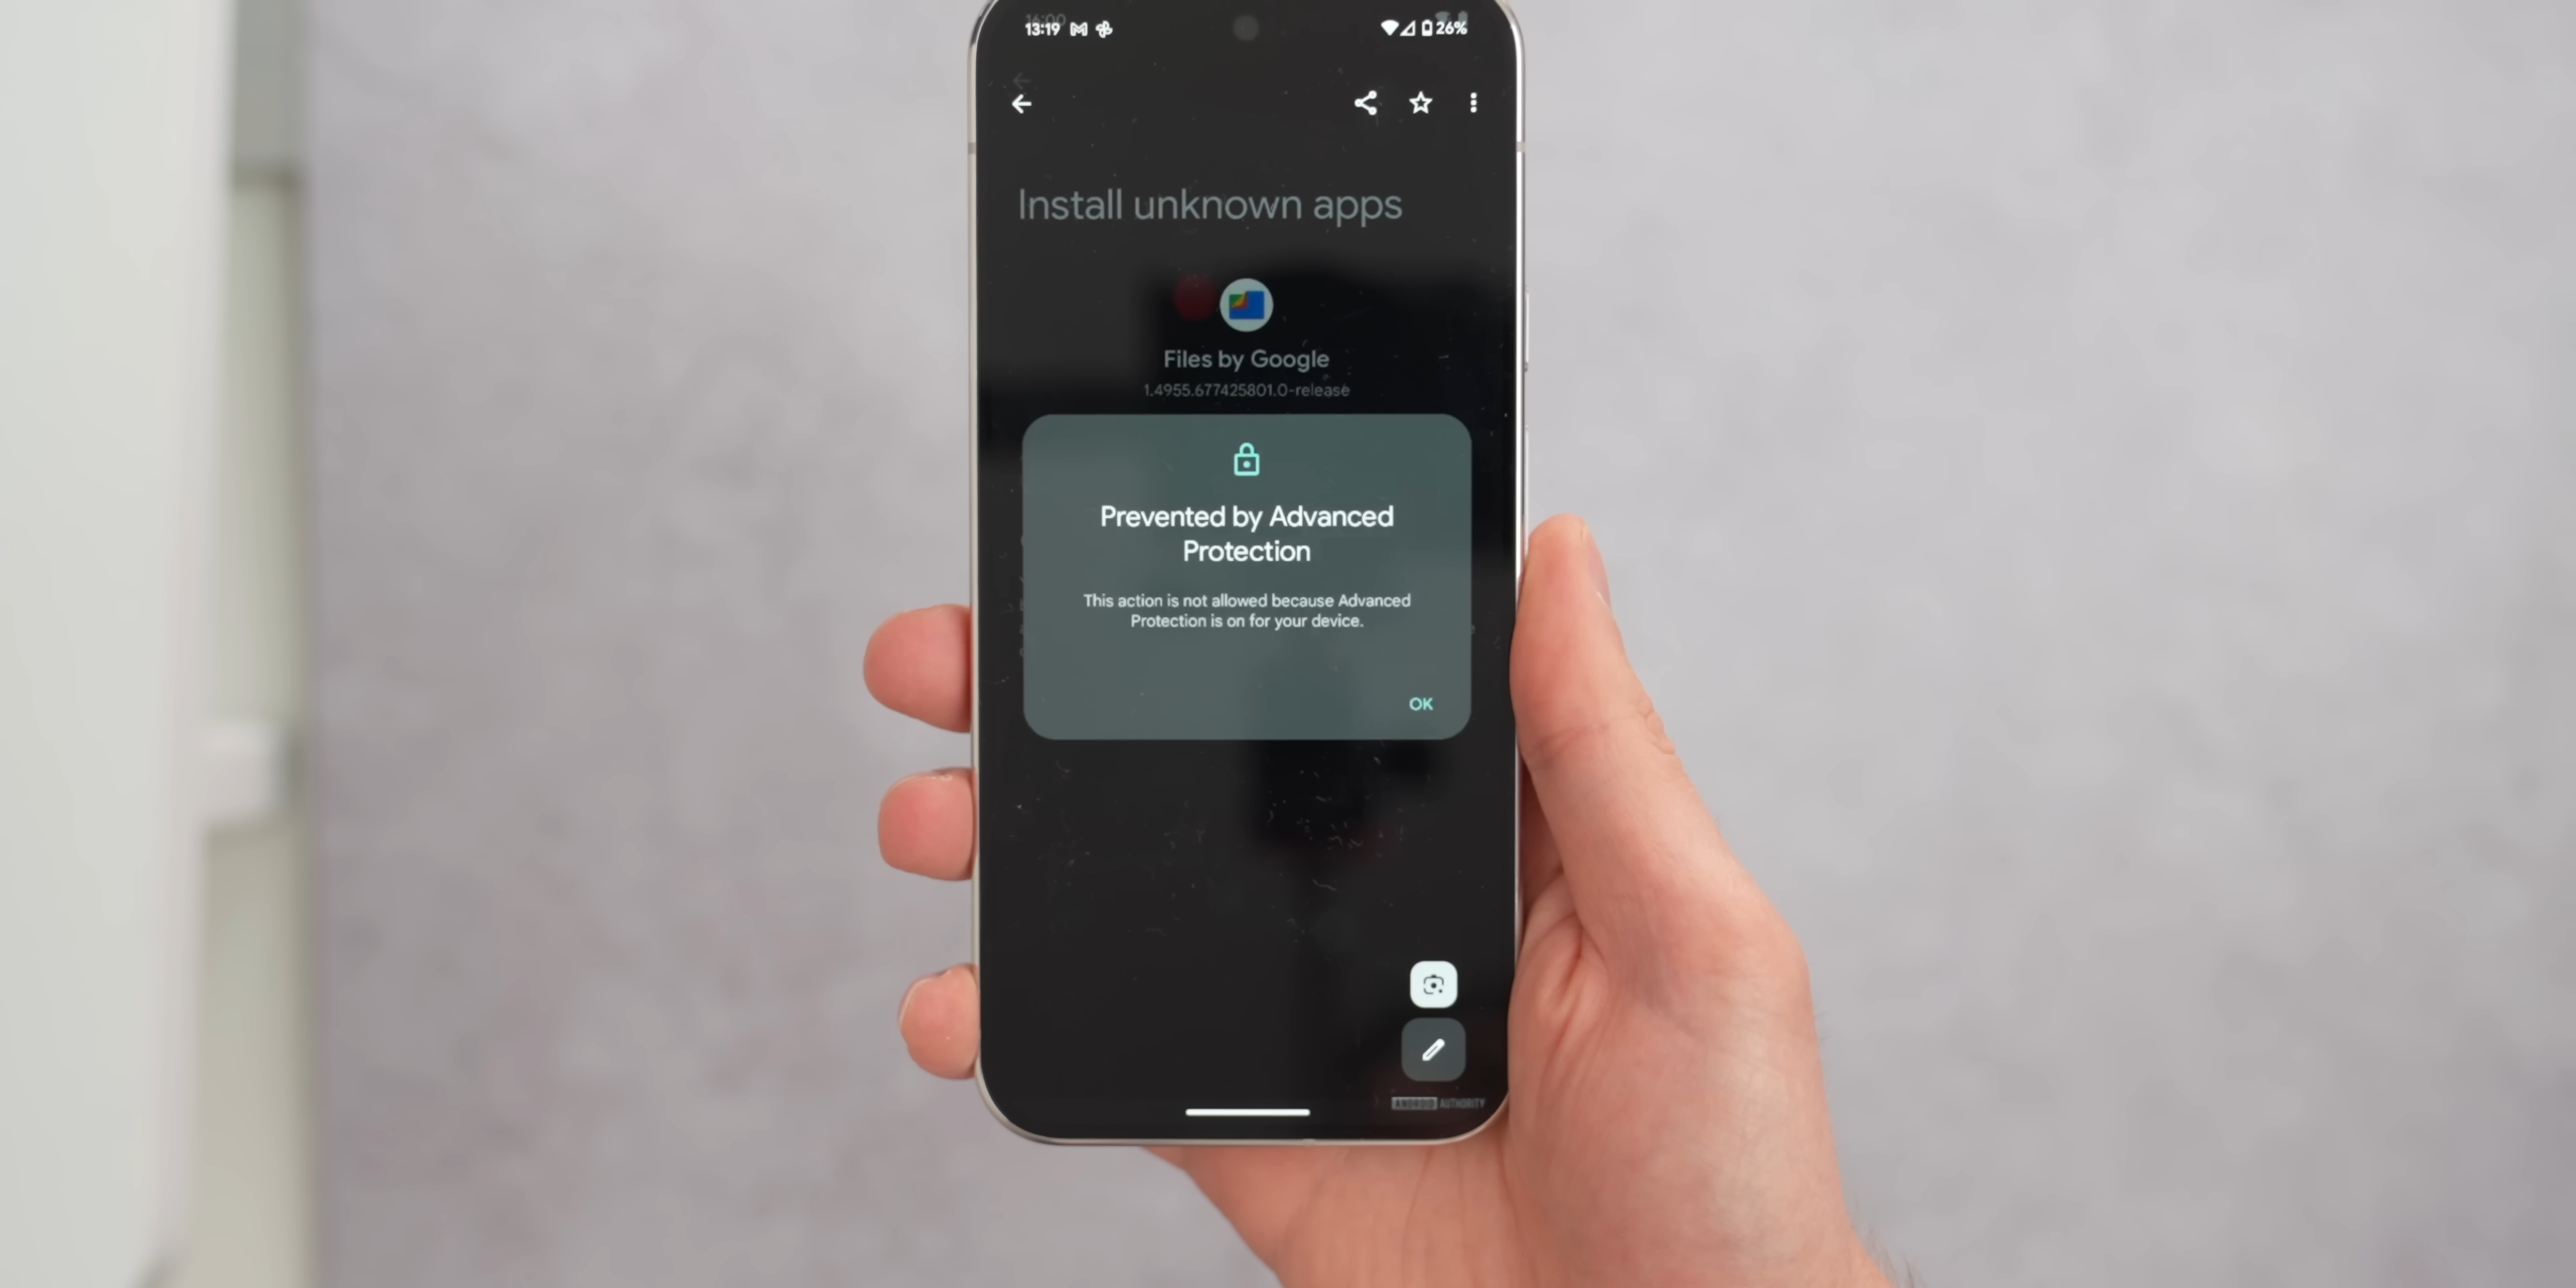 13:19
26%
Install unknown apps
Files by Google
1.4955.677425801.0-release
Prevented by Advanced
Protection
This action is not allowed because Advanced
Protection is on for your device.
OK
ANDROID AUTHORITY